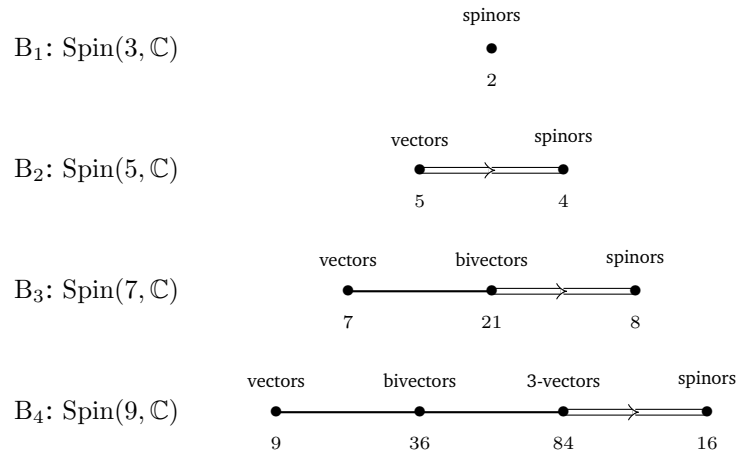 spinors
B₁: Spin(3, ℂ)
2
vectors spinors
B₂: Spin(5, ℂ)
5 4
vectors bivectors spinors
B₃: Spin(7, ℂ)
7 21 8
vectors bivectors 3-vectors spinors
B₄: Spin(9, ℂ)
9 36 84 16